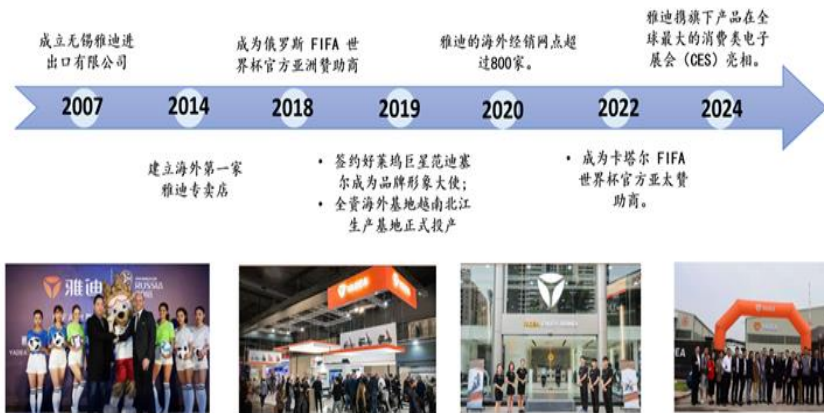 成立无锡雅迪进
出口有限公司
成为俄罗斯 FIFA 世
界杯官方亚洲赞助商
雅迪的海外经销网点超
过800家。
雅迪携旗下产品在全
球最大的消费类电子
展会（CES）亮相。
2007
2014
2018
2019
2020
2022
2024
建立海外第一家
雅迪专卖店
• 签约好莱坞巨星范迪塞
尔成为品牌形象大使；
• 全资海外基地越南北江
生产基地正式投产
• 成为卡塔尔 FIFA
世界杯官方亚太赞
助商。
雅迪
RUSSIA
2018
YADEA